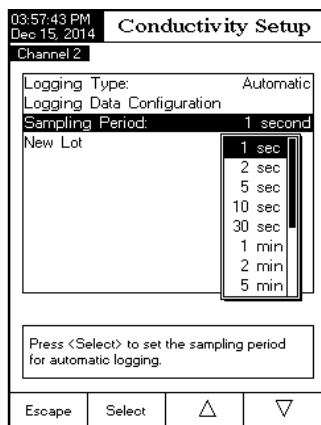 03:57:43 PM
Dec 15, 2014
Conductivity Setup
Channel 2
Logging Type: Automatic
Logging Data Configuration
Sampling Period: 1 second
New Lot
1 sec
2 sec
5 sec
10 sec
30 sec
1 min
2 min
5 min
Press <Select> to set the sampling period
for automatic logging.
Escape Select